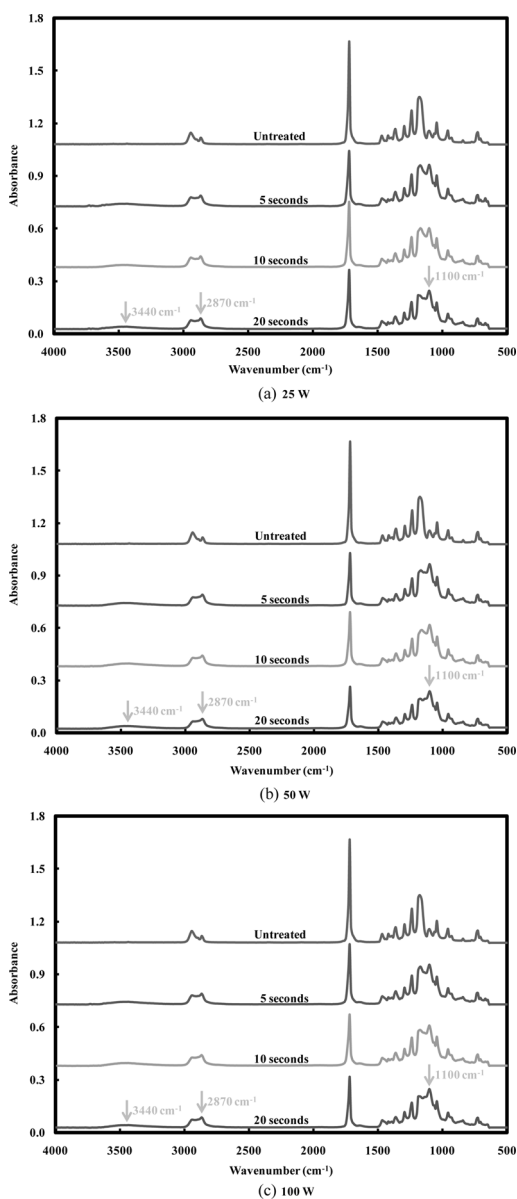 1.8
1.5
1.2
0.9
0.6
0.3
0.0
Absorbance
Untreated
5 seconds
10 seconds
20 seconds
3440 cm⁻¹
2870 cm⁻¹
1100 cm⁻¹
4000 3500 3000 2500 2000 1500 1000 500
Wavenumber (cm⁻¹)
(a) 25 W
1.8
1.5
1.2
0.9
0.6
0.3
0.0
Absorbance
Untreated
5 seconds
10 seconds
20 seconds
3440 cm⁻¹
2870 cm⁻¹
1100 cm⁻¹
4000 3500 3000 2500 2000 1500 1000 500
Wavenumber (cm⁻¹)
(b) 50 W
1.8
1.5
1.2
0.9
0.6
0.3
0.0
Absorbance
Untreated
5 seconds
10 seconds
20 seconds
3440 cm⁻¹
2870 cm⁻¹
1100 cm⁻¹
4000 3500 3000 2500 2000 1500 1000 500
Wavenumber (cm⁻¹)
(c) 100 W